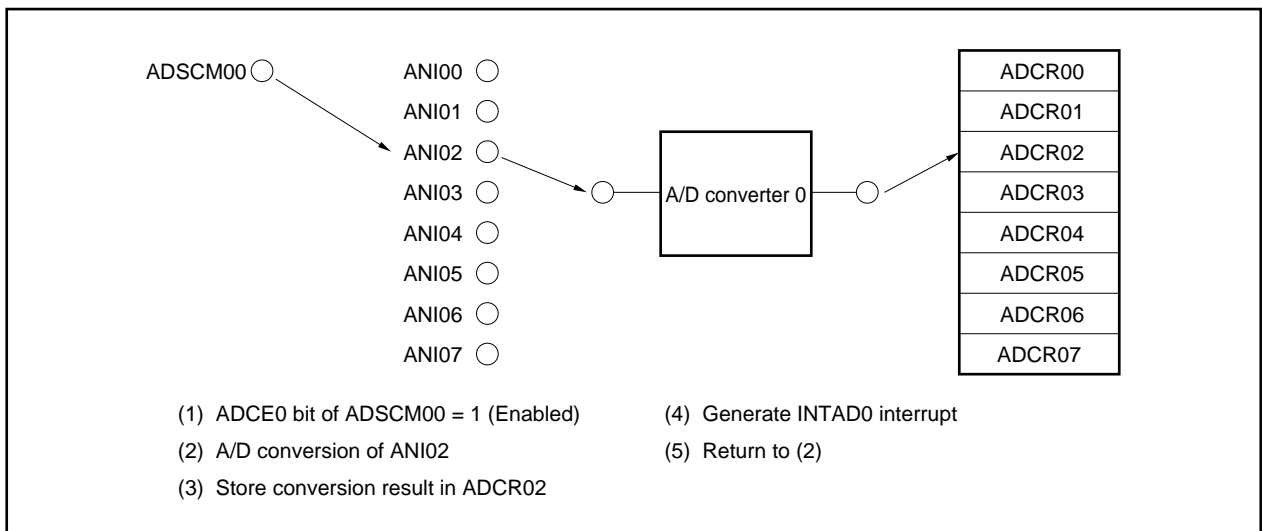 ADSCM00
ANI00
ANI01
ANI02
ANI03
ANI04
ANI05
ANI06
ANI07
A/D converter 0
ADCR00
ADCR01
ADCR02
ADCR03
ADCR04
ADCR05
ADCR06
ADCR07
(1) ADCE0 bit of ADSCM00 = 1 (Enabled)
(2) A/D conversion of ANI02
(3) Store conversion result in ADCR02
(4) Generate INTAD0 interrupt
(5) Return to (2)